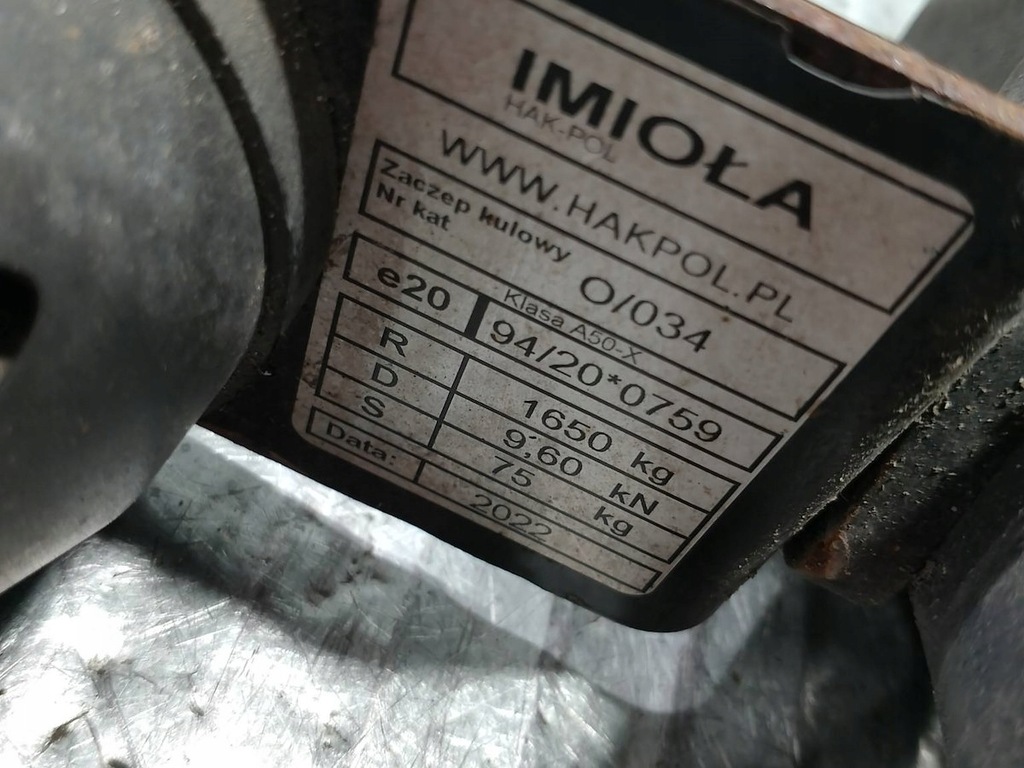 IMIOŁA
HAK-POL
WWW.HAKPOL.PL
Zaczep kulowy
Nr kat O/034
Klasa A50-X
e20 94/20*0759
R 1650 kg
D 9,60 kN
S 75 kg
Data: 2022